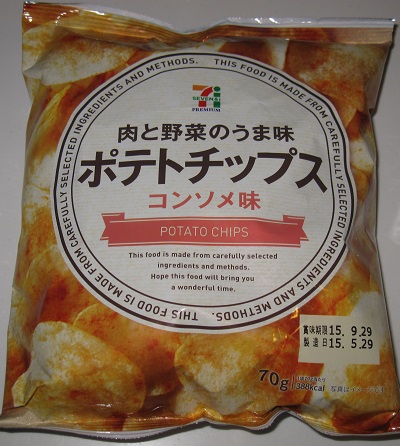 THIS FOOD IS MADE FROM CAREFULLY SELECTED INGREDIENTS AND METHODS.
THIS FOOD IS MADE FROM CAREFULLY SELECTED INGREDIENTS AND METHODS.
7
SEVEN & i
PREMIUM
肉と野菜のうま味
ポテトチップス
コンソメ味
POTATO CHIPS
This food is made from carefully selected
ingredients and methods.
Hope this food will bring you
a wonderful time.
賞味期限 15.9.29
製造日 15.5.29
70g
388kcal
写真は